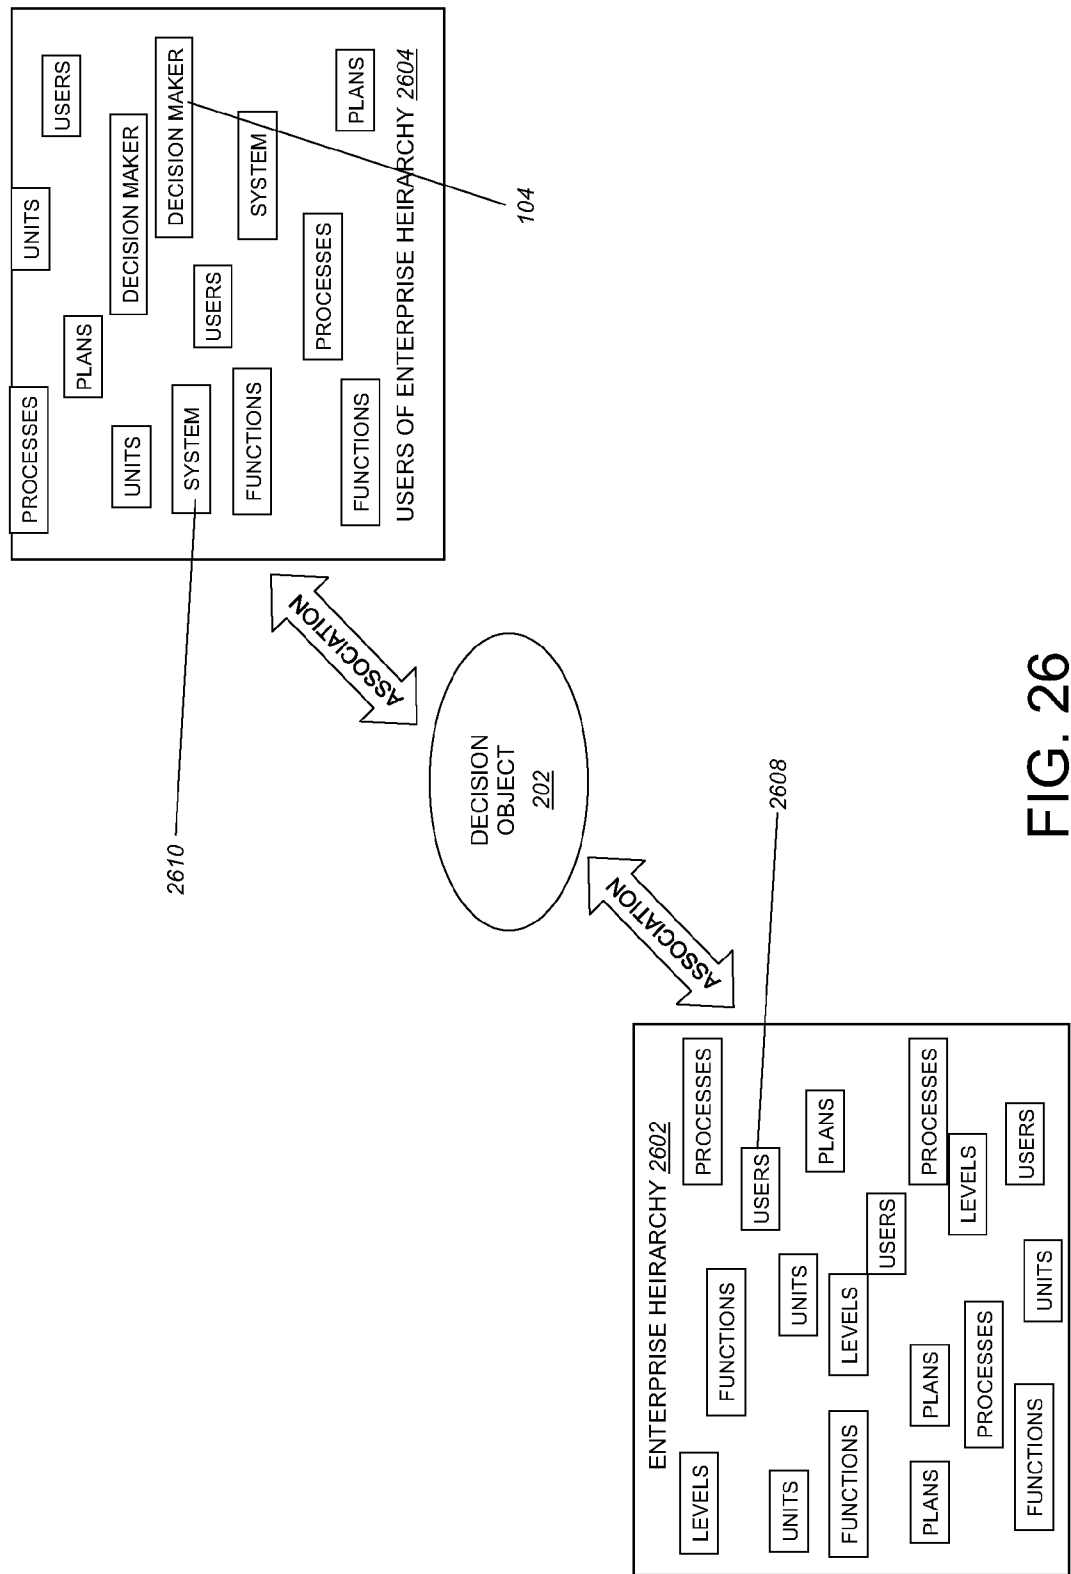 PROCESSES
UNITS
USERS
PLANS
UNITS
DECISION MAKER
2610
SYSTEM
DECISION MAKER
USERS
FUNCTIONS
SYSTEM
PROCESSES
FUNCTIONS
PLANS
USERS OF ENTERPRISE HEIRARCHY 2604
ASSOCIATION
104
DECISION
OBJECT
202
ASSOCIATION
2608
ENTERPRISE HEIRARCHY 2602
LEVELS
PROCESSES
FUNCTIONS
USERS
UNITS
UNITS
PLANS
FUNCTIONS
LEVELS
USERS
PLANS
PLANS
PROCESSES
LEVELS
PROCESSES
USERS
FUNCTIONS
UNITS
FIG. 26